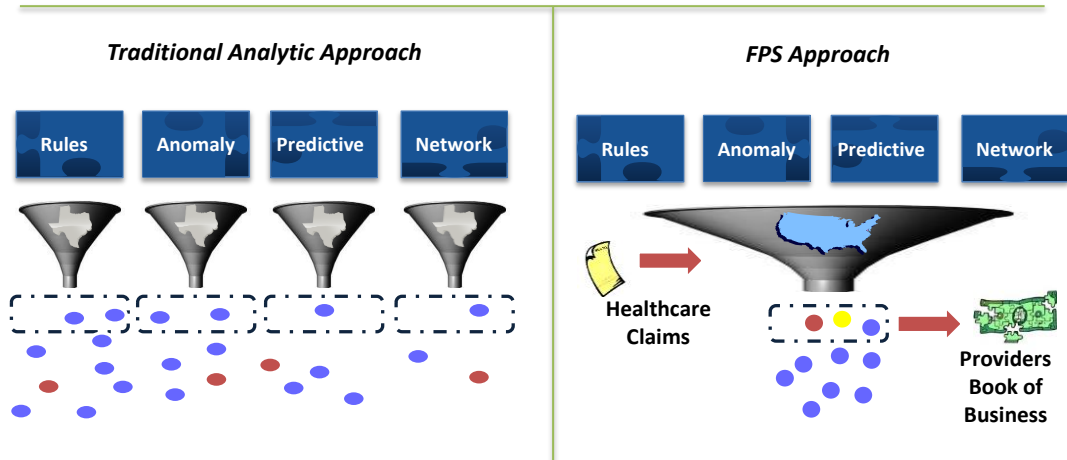 Traditional Analytic Approach
Rules
Anomaly
Predictive
Network
FPS Approach
Rules
Anomaly
Predictive
Network
Healthcare
Claims
Providers
Book of
Business